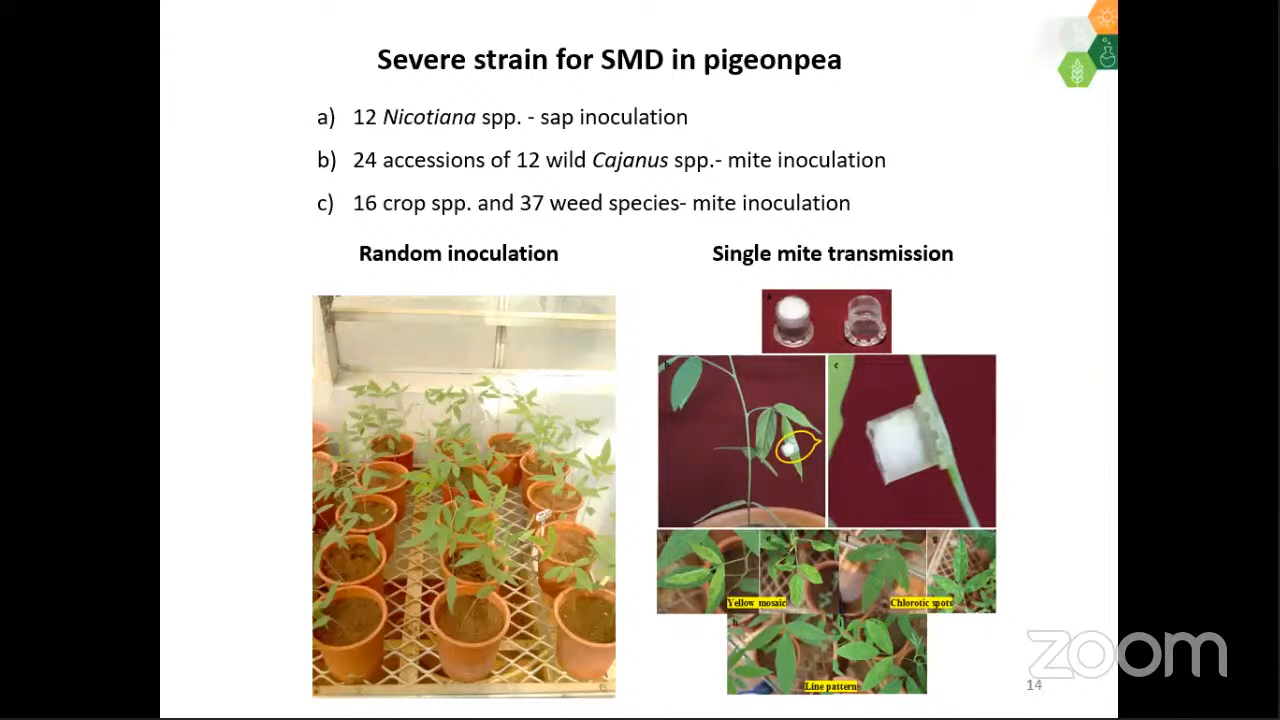 Severe strain for SMD in pigeonpea
a) 12 Nicotiana spp. - sap inoculation
b) 24 accessions of 12 wild Cajanus spp.- mite inoculation
c) 16 crop spp. and 37 weed species- mite inoculation
Random inoculation
Single mite transmission
a
b
c
e
f
g
Yellow mosaic
Chlorotic spots
h
Line pattern
zoom
14